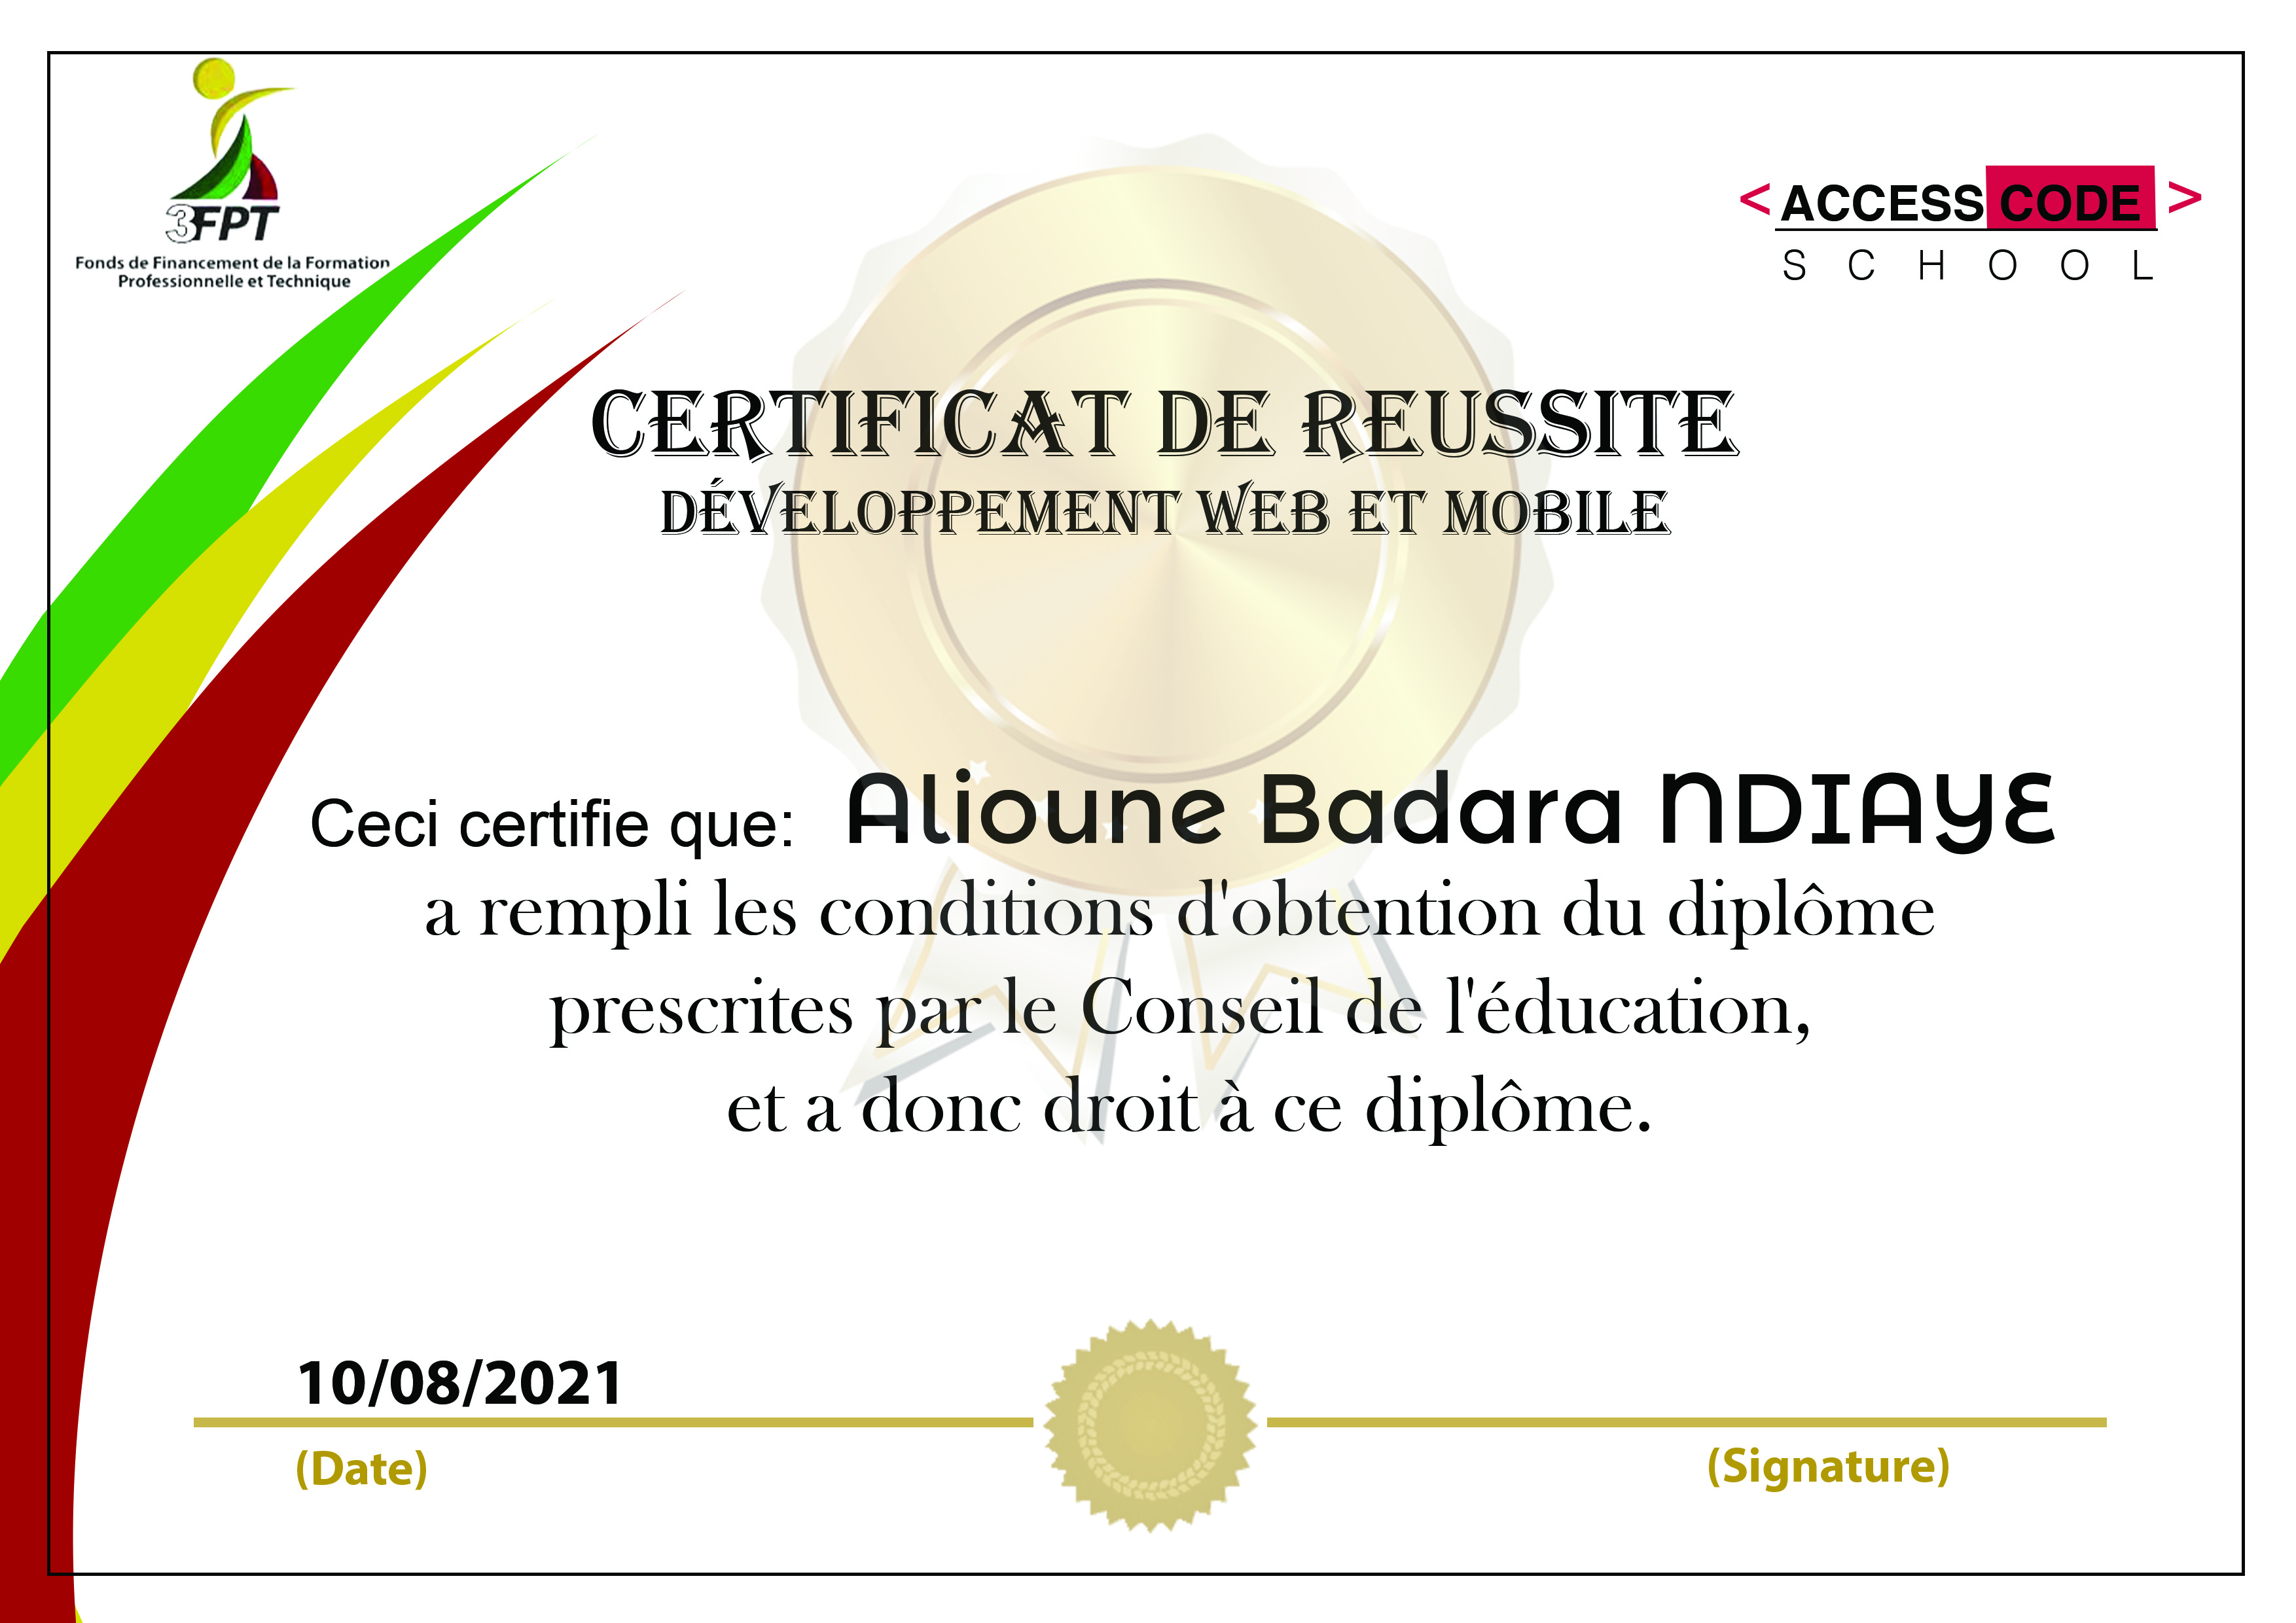 3FPT
Fonds de Financement de la Formation
Professionnelle et Technique
<ACCESS CODE>
SCHOOL
CERTIFICAT DE REUSSITE
DÉVELOPPEMENT WEB ET MOBILE
Ceci certifie que: Alioune Badara NDIAYE
a rempli les conditions d'obtention du diplôme
prescrites par le Conseil de l'éducation,
et a donc droit à ce diplôme.
10/08/2021
(Date)
(Signature)